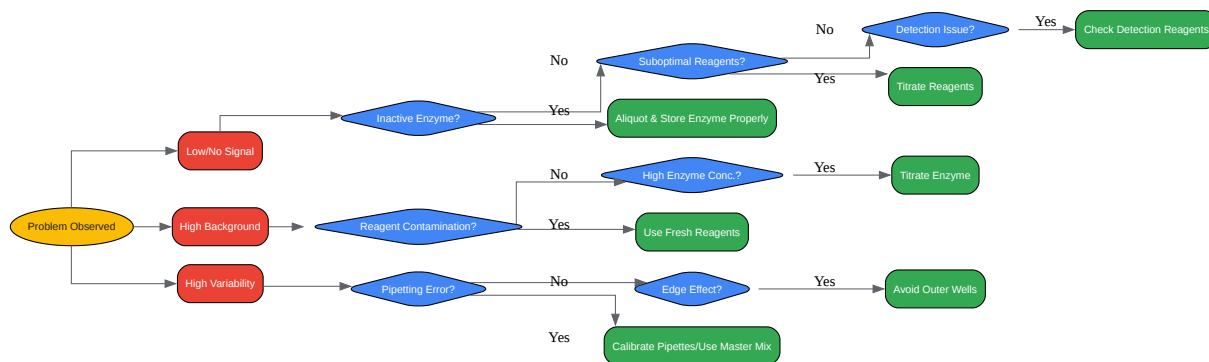 Detection Issue?
Yes
Check Detection Reagents
No
Suboptimal Reagents?
No
Yes
Titrate Reagents
Inactive Enzyme?
Yes
Aliquot & Store Enzyme Properly
Low/No Signal
High Enzyme Conc.?
No
Yes
Titrate Enzyme
Problem Observed
High Background
Reagent Contamination?
Yes
Use Fresh Reagents
High Variability
Pipetting Error?
No
Edge Effect?
Yes
Avoid Outer Wells
Yes
Calibrate Pipettes/Use Master Mix